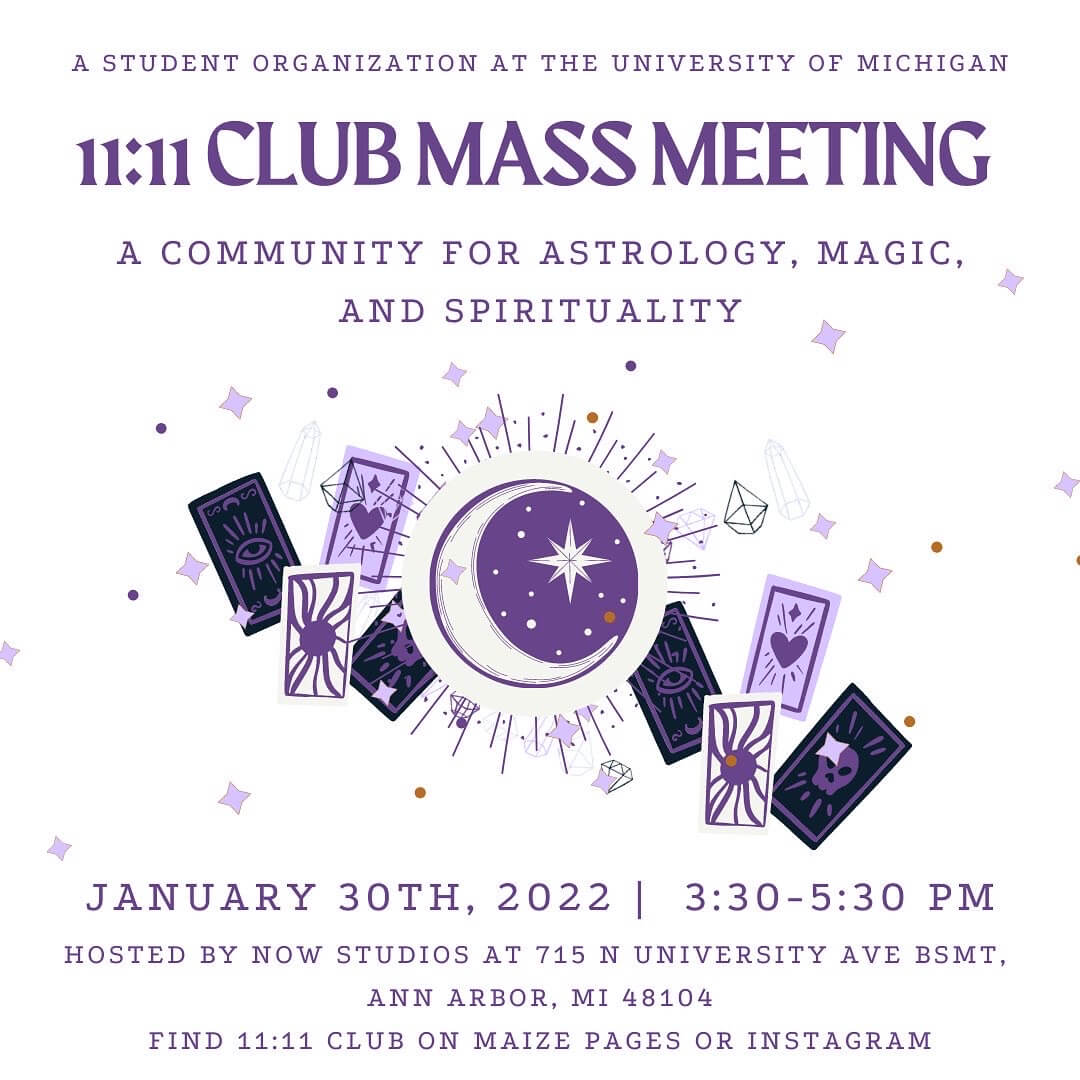 A STUDENT ORGANIZATION AT THE UNIVERSITY OF MICHIGAN
11:11 CLUB MASS MEETING
A COMMUNITY FOR ASTROLOGY, MAGIC,
AND SPIRITUALITY
JANUARY 30TH, 2022 | 3:30-5:30 PM
HOSTED BY NOW STUDIOS AT 715 N UNIVERSITY AVE BSMT,
ANN ARBOR, MI 48104
FIND 11:11 CLUB ON MAIZE PAGES OR INSTAGRAM